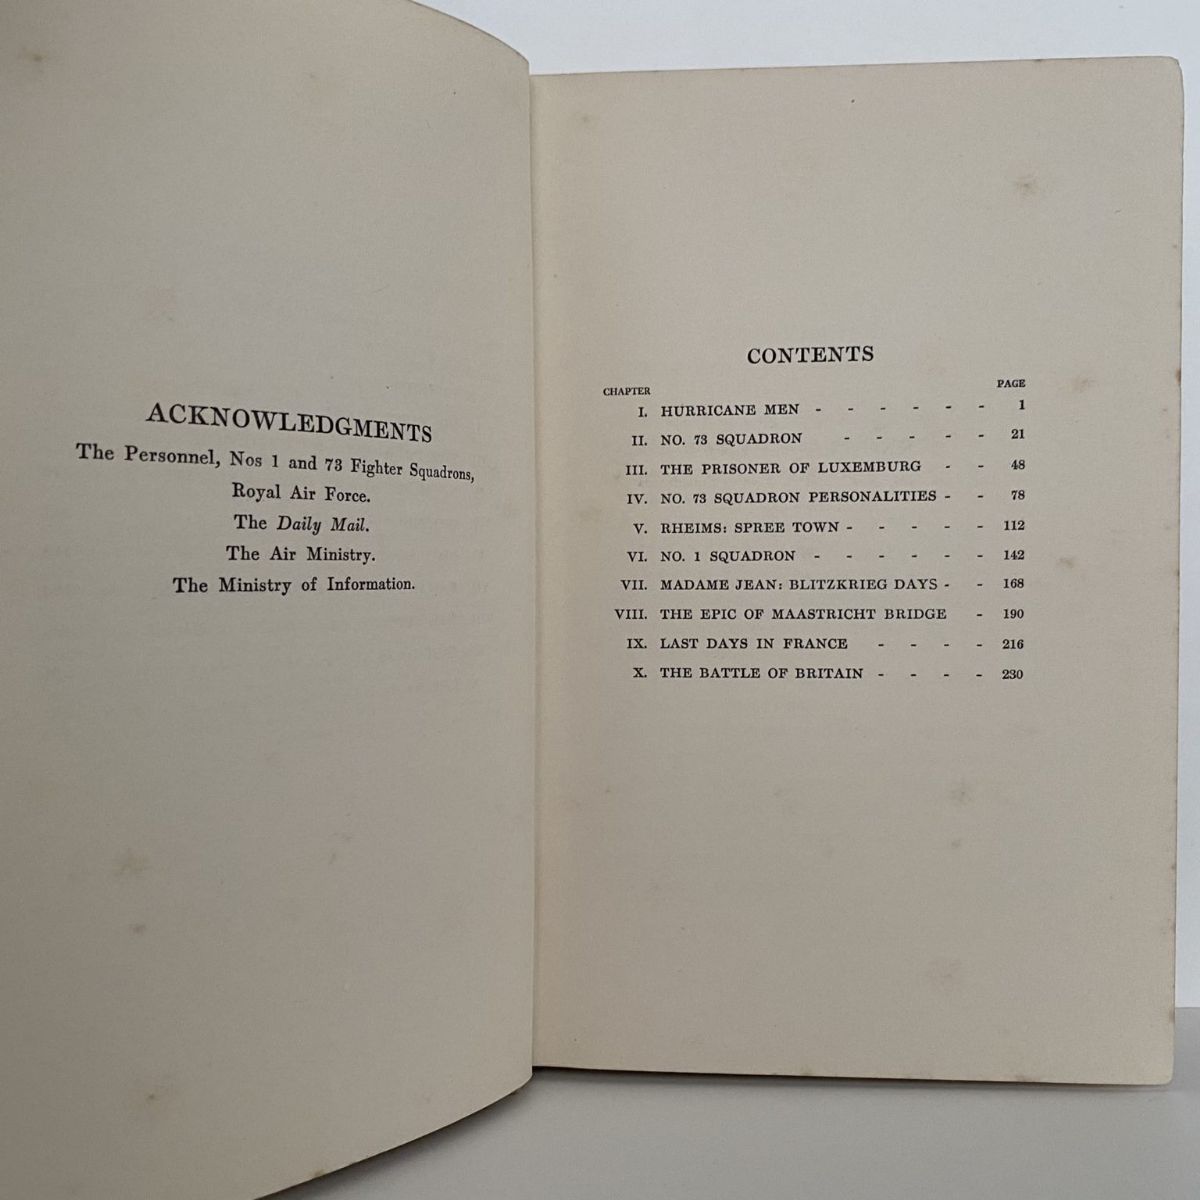 ACKNOWLEDGMENTS
The Personnel, Nos 1 and 73 Fighter Squadrons,
Royal Air Force.
The Daily Mail.
The Air Ministry.
The Ministry of Information.
CONTENTS
CHAPTER PAGE
I. HURRICANE MEN - - - - - - 1
II. NO. 73 SQUADRON - - - - - 21
III. THE PRISONER OF LUXEMBURG - - 48
IV. NO. 73 SQUADRON PERSONALITIES - - 78
V. RHEIMS: SPREE TOWN - - - - - 112
VI. NO. 1 SQUADRON - - - - - - 142
VII. MADAME JEAN: BLITZKRIEG DAYS - - 168
VIII. THE EPIC OF MAASTRICHT BRIDGE - 190
IX. LAST DAYS IN FRANCE - - - - 216
X. THE BATTLE OF BRITAIN - - - - 230